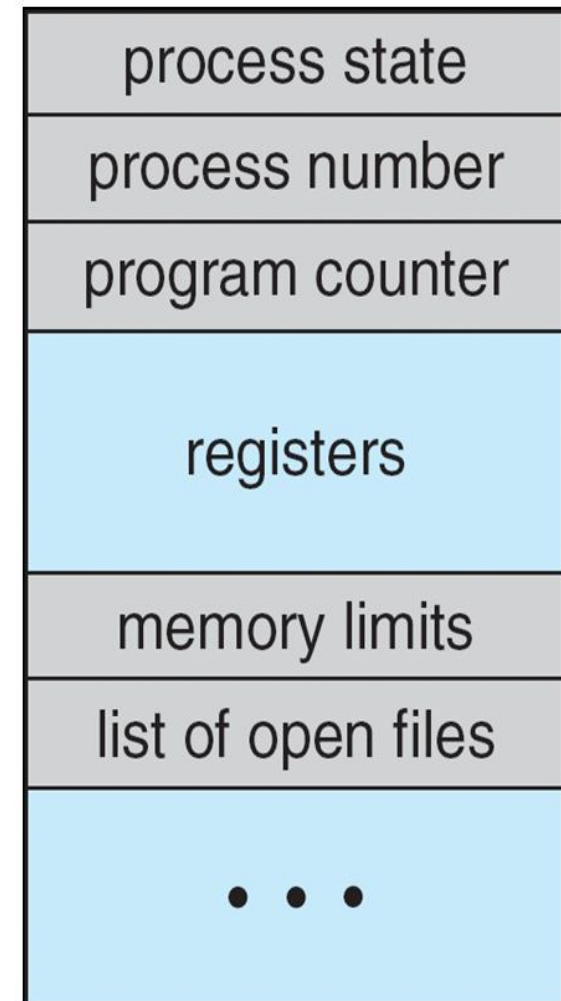 process state
process number
program counter
registers
memory limits
list of open files
• • •